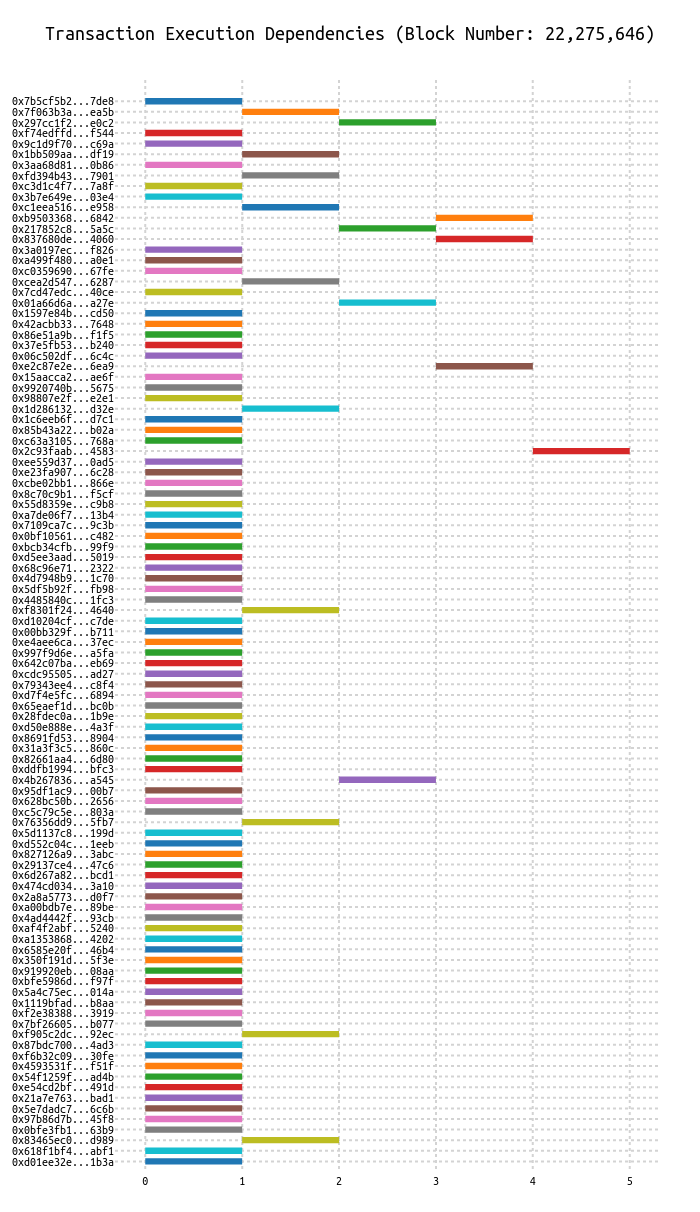 Transaction Execution Dependencies (Block Number: 22,275,646)
0x7b5cf5b2...7de8
0x7f063b3a...ea5b
0x297cc1f2...e0c2
0xf74edffd...f544
0x9c1d9f70...c69a
0x1bb509aa...df19
0x3aa68d81...0b86
0xfd394b43...7901
0xc3d1c4f7...7a8f
0x3b7e649e...03e4
0xc1eea516...e958
0xb9503368...6842
0x217852c8...5a5c
0x837680de...4060
0x3a0197ec...f826
0xa499f480...a0e1
0xc0359690...67fe
0xcea2d547...6287
0x7cd47edc...40ce
0x01a66d6a...a27e
0x1597e84b...cd50
0x42acbb33...7648
0x86e51a9b...f1f5
0x37e5fb53...b240
0x06c502df...6c4c
0xe2c87e2e...6ea9
0x15aacca2...ae6f
0x9920740b...5675
0x98807e2f...e2e1
0x1d286132...d32e
0x1c6eeb6f...d7c1
0x85b43a22...b02a
0xc63a3105...768a
0x2c93faab...4583
0xee559d37...0ad5
0xe23fa907...6c28
0xcbe02bb1...866e
0x8c70c9b1...f5cf
0x55d8359e...c9b8
0xa7de06f7...13b4
0x7109ca7c...9c3b
0x0bf10561...c482
0xbcb34cfb...99f9
0xd5ee3aad...5019
0x68c96e71...2322
0x4d7948b9...1c70
0x5df5b92f...fb98
0x4485840c...1fc3
0xf8301f24...4640
0xd10204cf...c7de
0x00bb329f...b711
0xe4aee6ca...37ec
0x997f9d6e...a5fa
0x642c07ba...eb69
0xcdc95505...ad27
0x79343ee4...c8f4
0xd7f4e5fc...6894
0x65eaef1d...bc0b
0x28fdec0a...1b9e
0xd50e888e...4a3f
0x8691fd53...8904
0x31a3f3c5...860c
0x82661aa4...6d80
0xddfb1994...bfc3
0x4b267836...a545
0x95df1ac9...00b7
0x628bc50b...2656
0xc5c79c5e...803a
0x76356dd9...5fb7
0x5d1137c8...199d
0xd552c04c...1eeb
0x827126a9...3abc
0x29137ce4...47c6
0x6d267a82...bcd1
0x474cd034...3a10
0x2a8a5773...d0f7
0xa00bdb7e...89be
0x4ad4442f...93cb
0xaf4f2abf...5240
0xa1353868...4202
0x6585e20f...46b4
0x350f191d...5f3e
0x919920eb...08aa
0xbfe5986d...f97f
0x5a4c75ec...014a
0x1119bfad...b8aa
0xf2e38388...3919
0x7bf26605...b077
0xf905c2dc...92ec
0x87bdc700...4ad3
0xf6b32c09...30fe
0x4593531f...f51f
0x54f1259f...ad4b
0xe54cd2bf...491d
0x21a7e763...bad1
0x5e7dadc7...6c6b
0x97b86d7b...45f8
0x0bfe3fb1...63b9
0x83465ec0...d989
0x618f1bf4...abf1
0xd01ee32e...1b3a
0 1 2 3 4 5